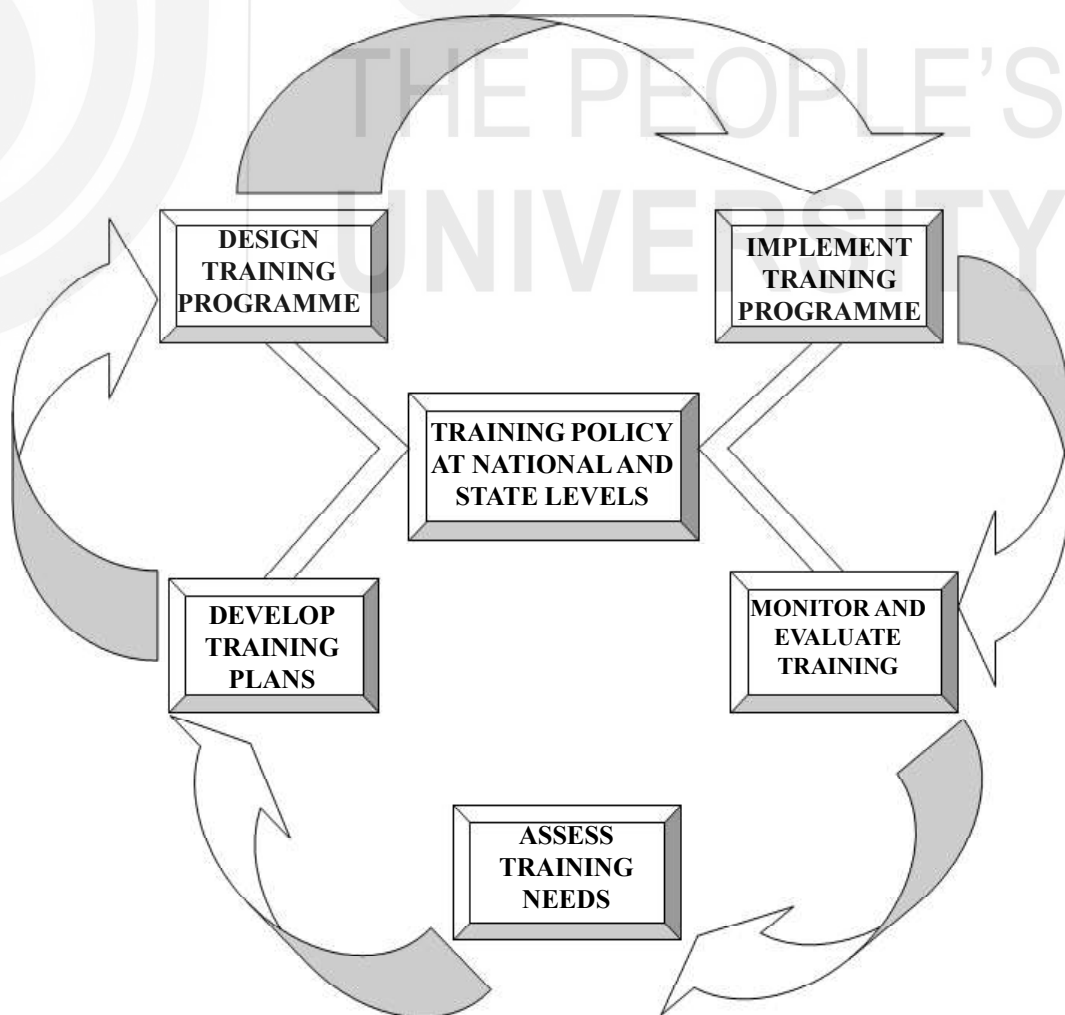 THE PEOPLE'S
UNIVERSITY
DESIGN
TRAINING
PROGRAMME
IMPLEMENT
TRAINING
PROGRAMME
TRAINING POLICY
AT NATIONAL AND
STATE LEVELS
DEVELOP
TRAINING
PLANS
MONITOR AND
EVALUATE
TRAINING
ASSESS
TRAINING
NEEDS